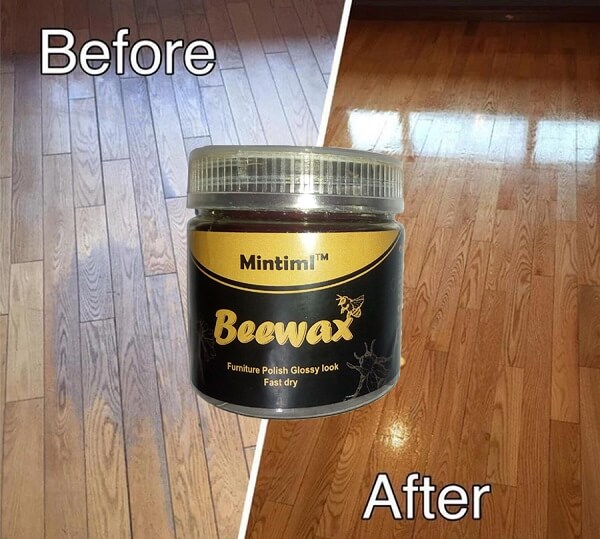 Before
Mintiml™
Beewax
Furniture Polish Glossy look
Fast dry
After